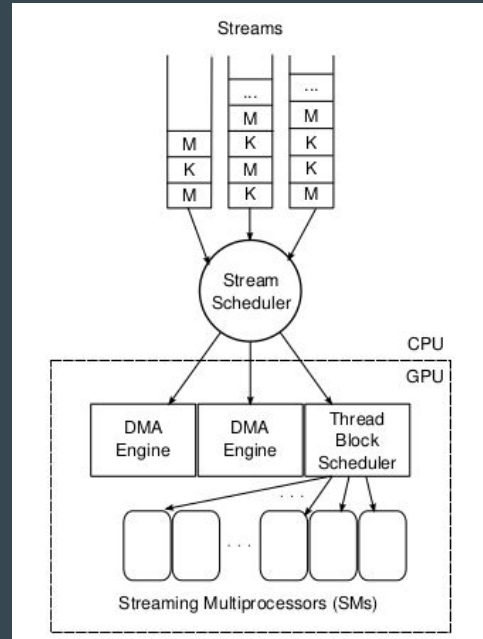 Streams
... ...
M M
M K K
K M K
M K M
Stream
Scheduler
CPU
GPU
DMA
Engine
DMA
Engine
Thread
Block
Scheduler
. . .
. . .
Streaming Multiprocessors (SMs)